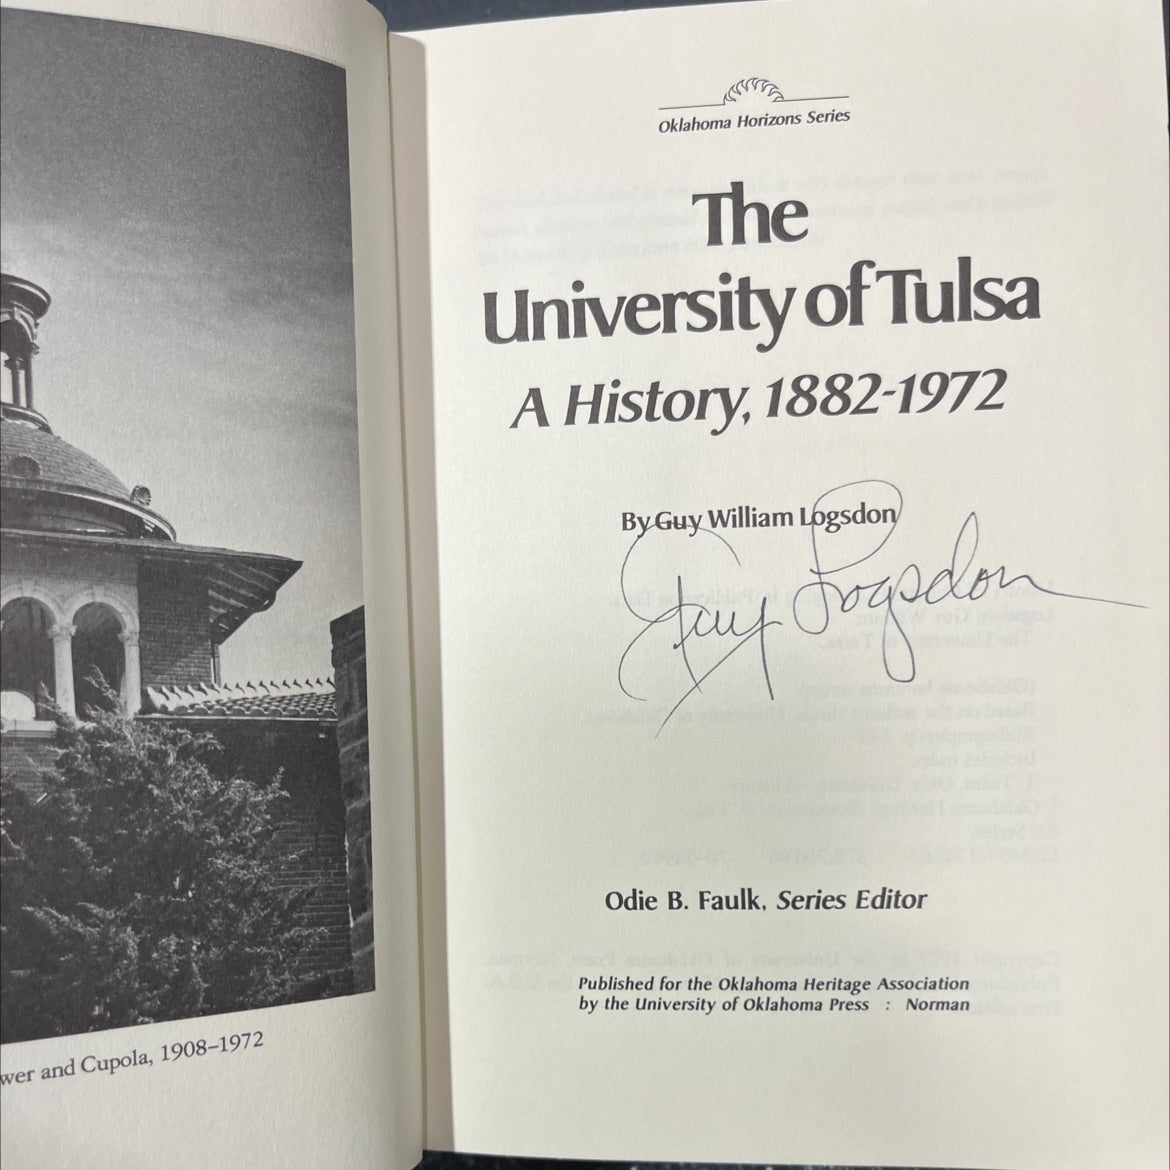 wer and Cupola, 1908–1972
Oklahoma Horizons Series
The
University of Tulsa
A History, 1882-1972
By Guy William Logsdon
Guy Logsdon
Odie B. Faulk, Series Editor
Published for the Oklahoma Heritage Association
by the University of Oklahoma Press : Norman